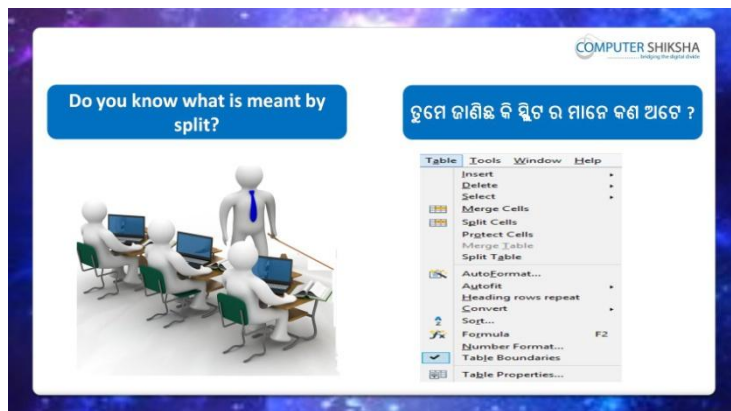 COMPUTER SHIKSHA
bridging the digital divide
Do you know what is meant by
split?
ତୁମେ ଜାଣିଛ କି ସ୍ପ୍ଲିଟ ର ମାନେ କଣ ଅଟେ ?
Table Tools Window Help
Insert
Delete
Select
Merge Cells
Split Cells
Protect Cells
Merge Table
Split Table
AutoFormat...
Autofit
Heading rows repeat
Convert
Sort...
Formula F2
Number Format...
Table Boundaries
Table Properties...